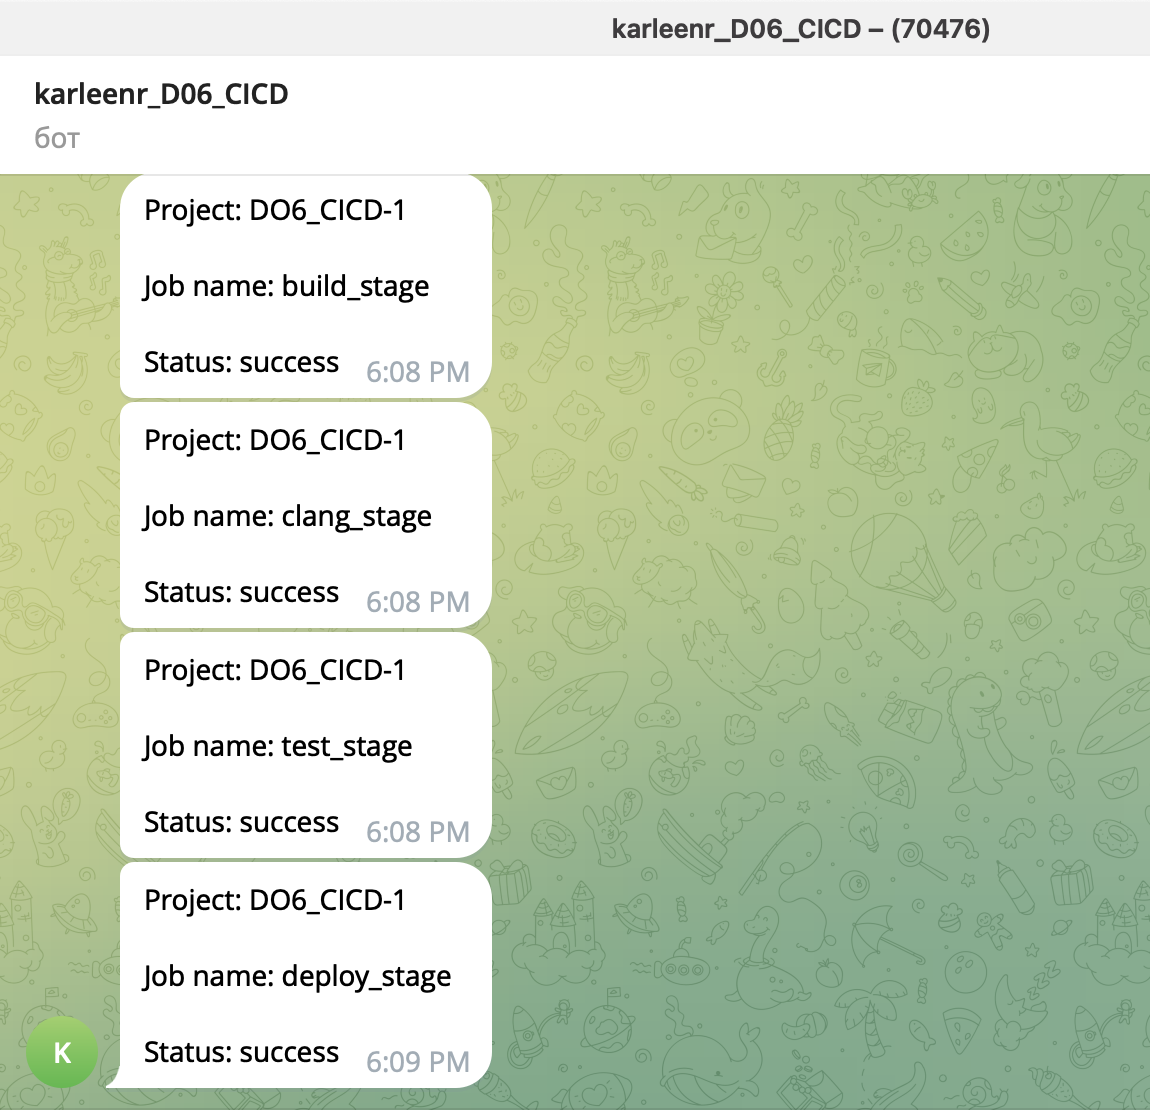 karleenr_D06_CICD – (70476)
karleenr_D06_CICD
бот
Project: DO6_CICD-1
Job name: build_stage
Status: success 6:08 PM
Project: DO6_CICD-1
Job name: clang_stage
Status: success 6:08 PM
Project: DO6_CICD-1
Job name: test_stage
Status: success 6:08 PM
Project: DO6_CICD-1
Job name: deploy_stage
Status: success 6:09 PM
K